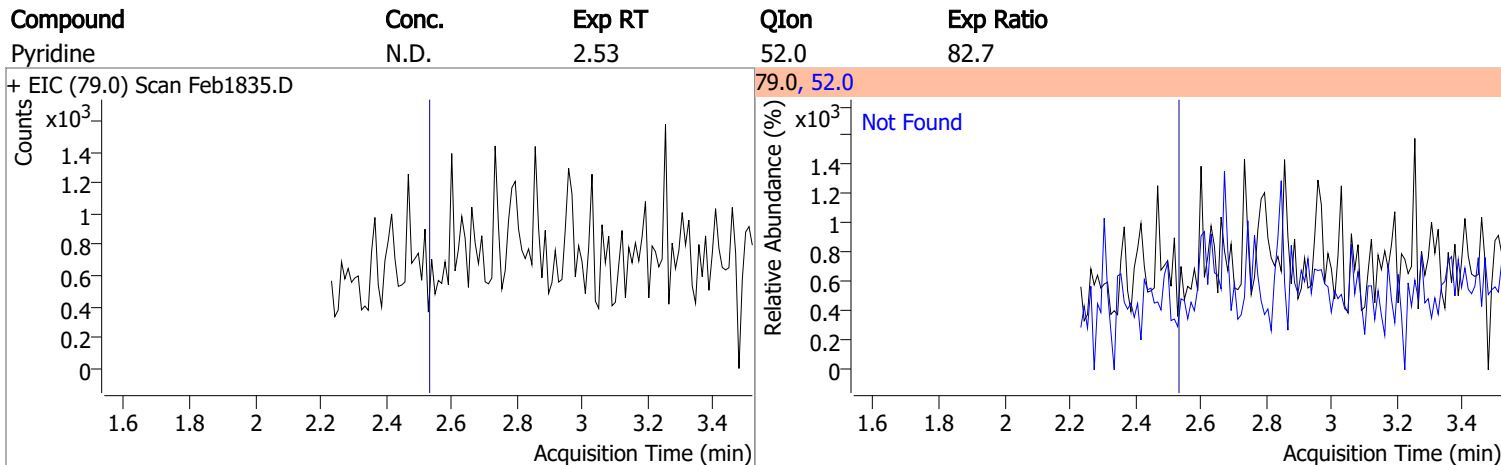 Compound Conc. Exp RT QIon Exp Ratio
Pyridine N.D. 2.53 52.0 82.7
+ EIC (79.0) Scan Feb1835.D
Counts
x10³
1.4
1.2
1
0.8
0.6
0.4
0.2
0
1.6 1.8 2 2.2 2.4 2.6 2.8 3 3.2 3.4
Acquisition Time (min)
79.0, 52.0
Relative Abundance (%)
x10³
Not Found
1.4
1.2
1
0.8
0.6
0.4
0.2
0
1.6 1.8 2 2.2 2.4 2.6 2.8 3 3.2 3.4
Acquisition Time (min)